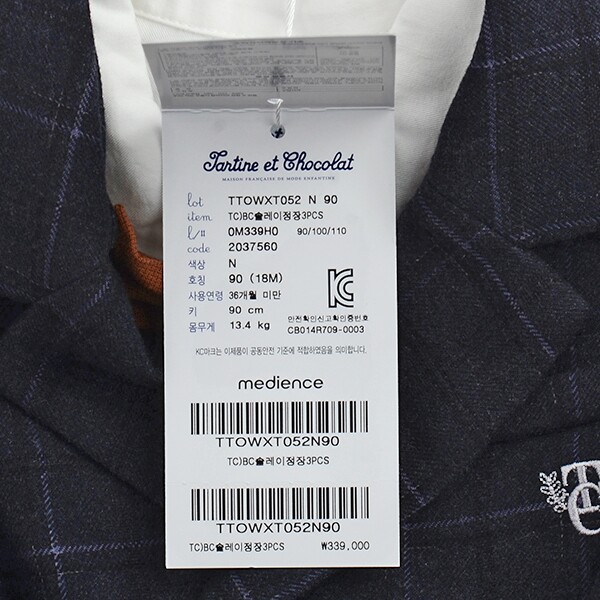 Tartine et Chocolat
MAISON FRANÇAISE DE MODE ENFANTINE
lot TTOWXT052 N 90
item TC)BC슐레이정장3PCS
l/# 0M339H0 90/100/110
code 2037560
색상 N
호칭 90 (18M)
사용연령 36개월 미만
키 90 cm
몸무게 13.4 kg
안전확인신고확인증번호
CB014R709-0003
KC마크는 이제품이 공동안전 기준에 적합하였음을 의미합니다.
medience
TTOWXT052N90
TC)BC슐레이정장3PCS
TTOWXT052N90
TC)BC슐레이정장3PCS ₩339,000